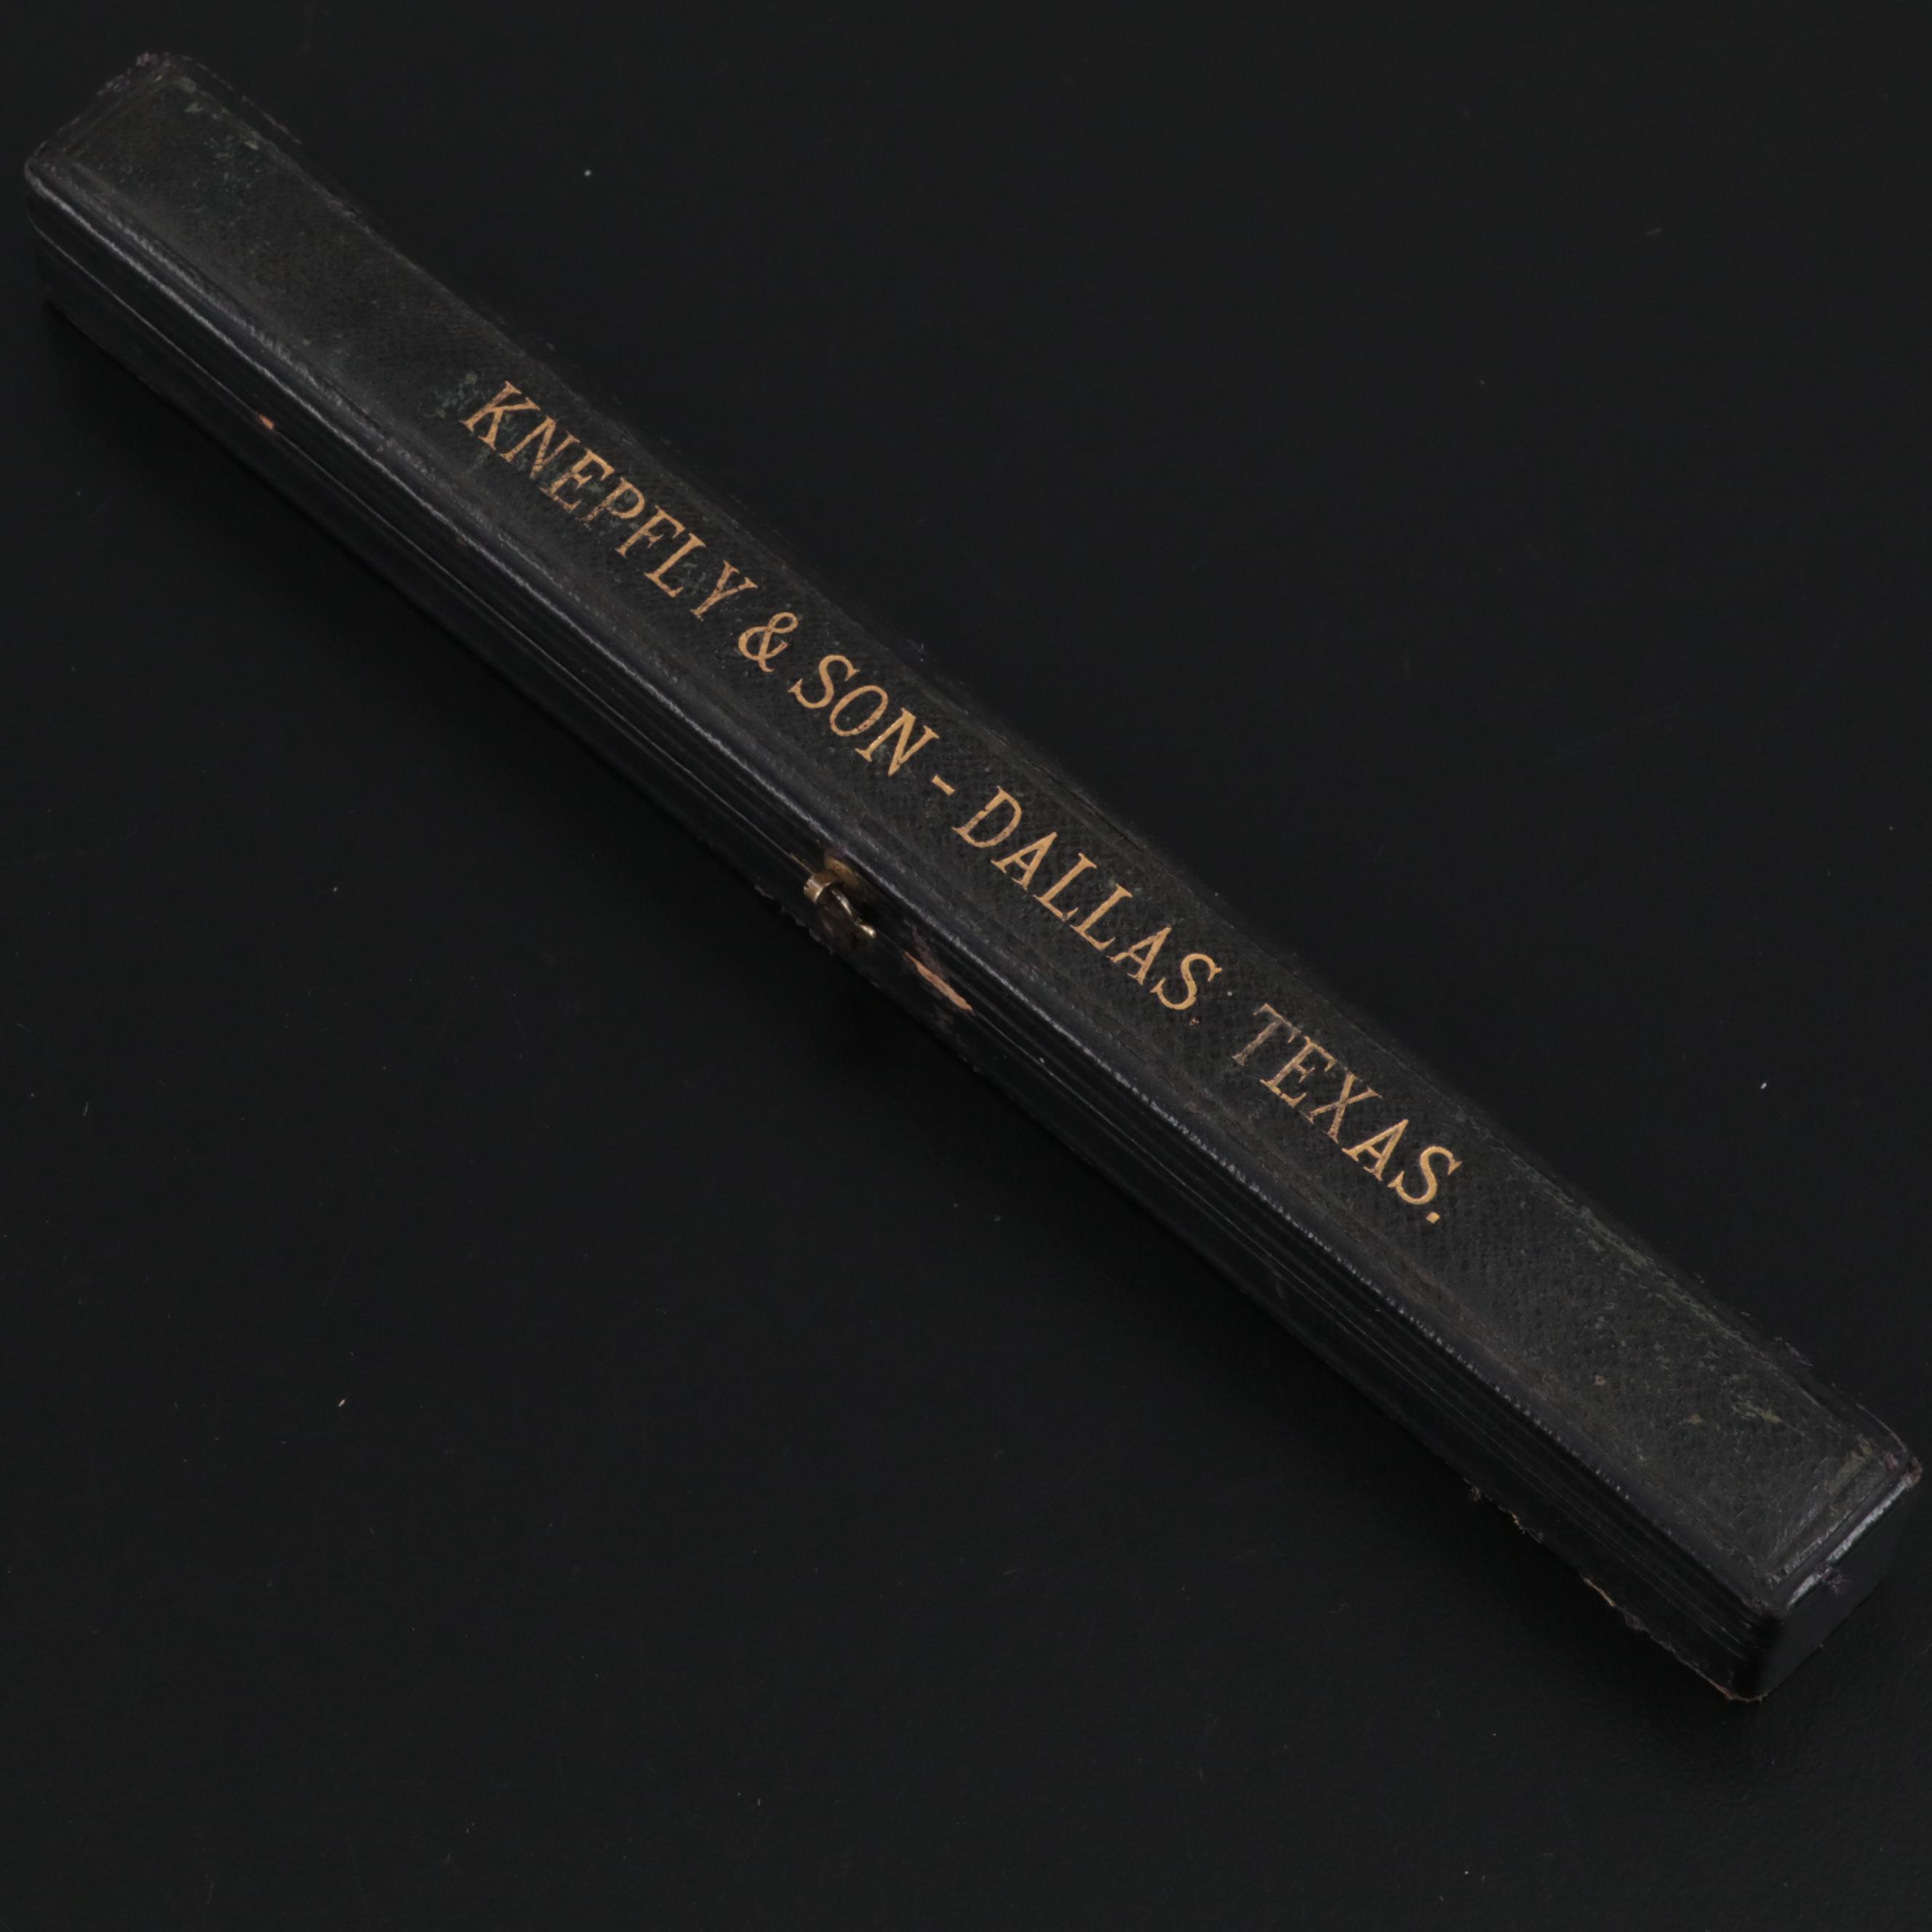 KNEPFLY & SON - DALLAS. TEXAS.